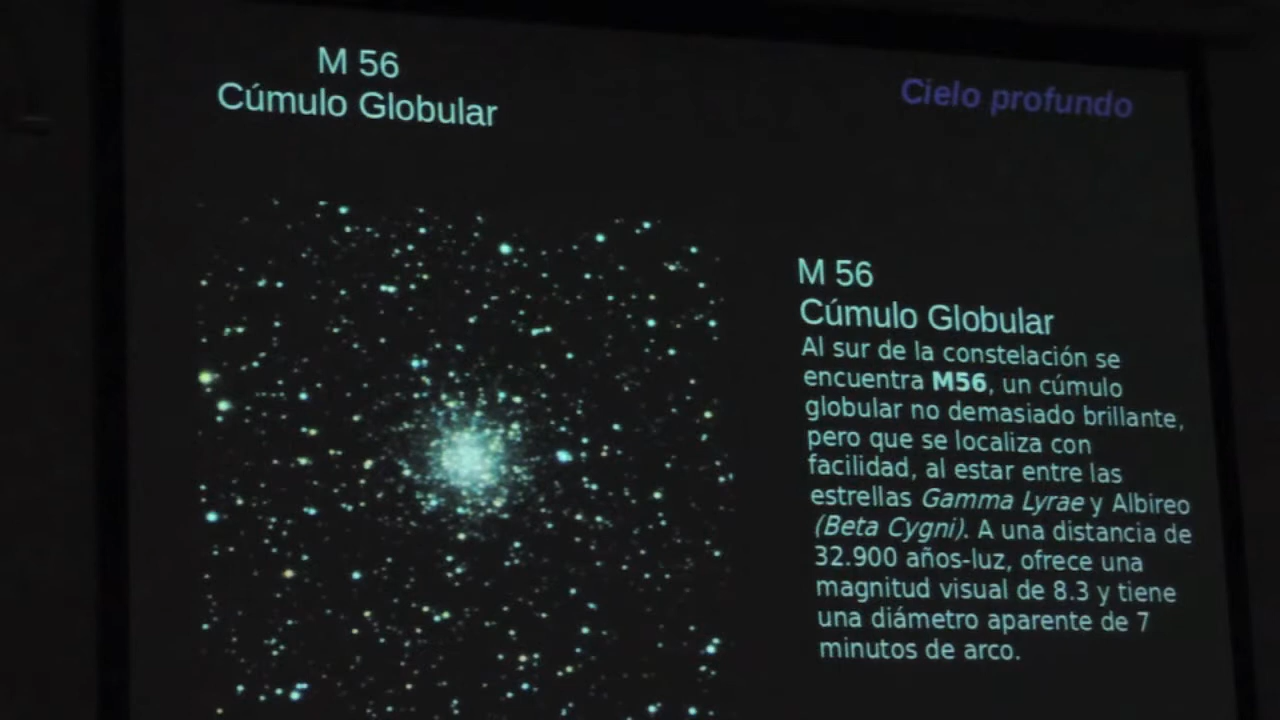 M 56
Cúmulo Globular
Cielo profundo
M 56
Cúmulo Globular
Al sur de la constelación se
encuentra M56, un cúmulo
globular no demasiado brillante,
pero que se localiza con
facilidad, al estar entre las
estrellas Gamma Lyrae y Albireo
(Beta Cygni). A una distancia de
32.900 años-luz, ofrece una
magnitud visual de 8.3 y tiene
una diámetro aparente de 7
minutos de arco.